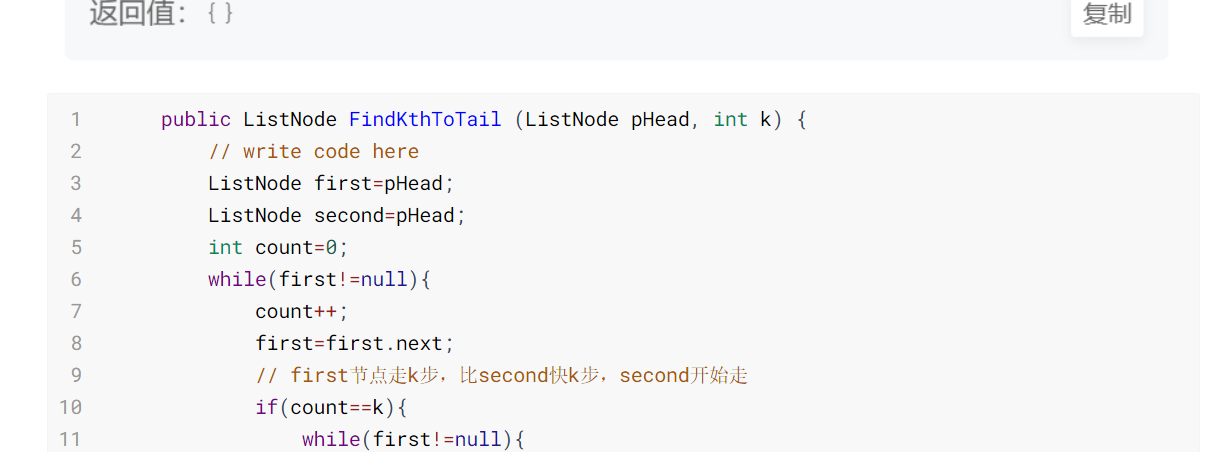 返回值：{}
复制
1 public ListNode FindKthToTail (ListNode pHead, int k) {
2 // write code here
3 ListNode first=pHead;
4 ListNode second=pHead;
5 int count=0;
6 while(first!=null){
7 count++;
8 first=first.next;
9 // first节点走k步，比second快k步，second开始走
10 if(count==k){
11 while(first!=null){